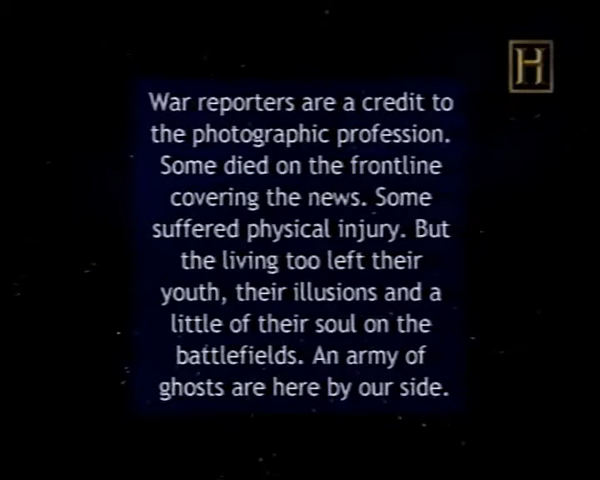 H
War reporters are a credit to
the photographic profession.
Some died on the frontline
covering the news. Some
suffered physical injury. But
the living too left their
youth, their illusions and a
little of their soul on the
battlefields. An army of
ghosts are here by our side.